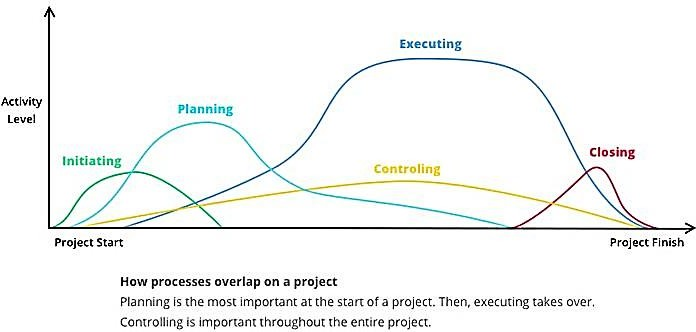 Executing
Activity
Level
Planning
Initiating
Controling
Closing
Project Start
Project Finish
How processes overlap on a project
Planning is the most important at the start of a project. Then, executing takes over.
Controlling is important throughout the entire project.